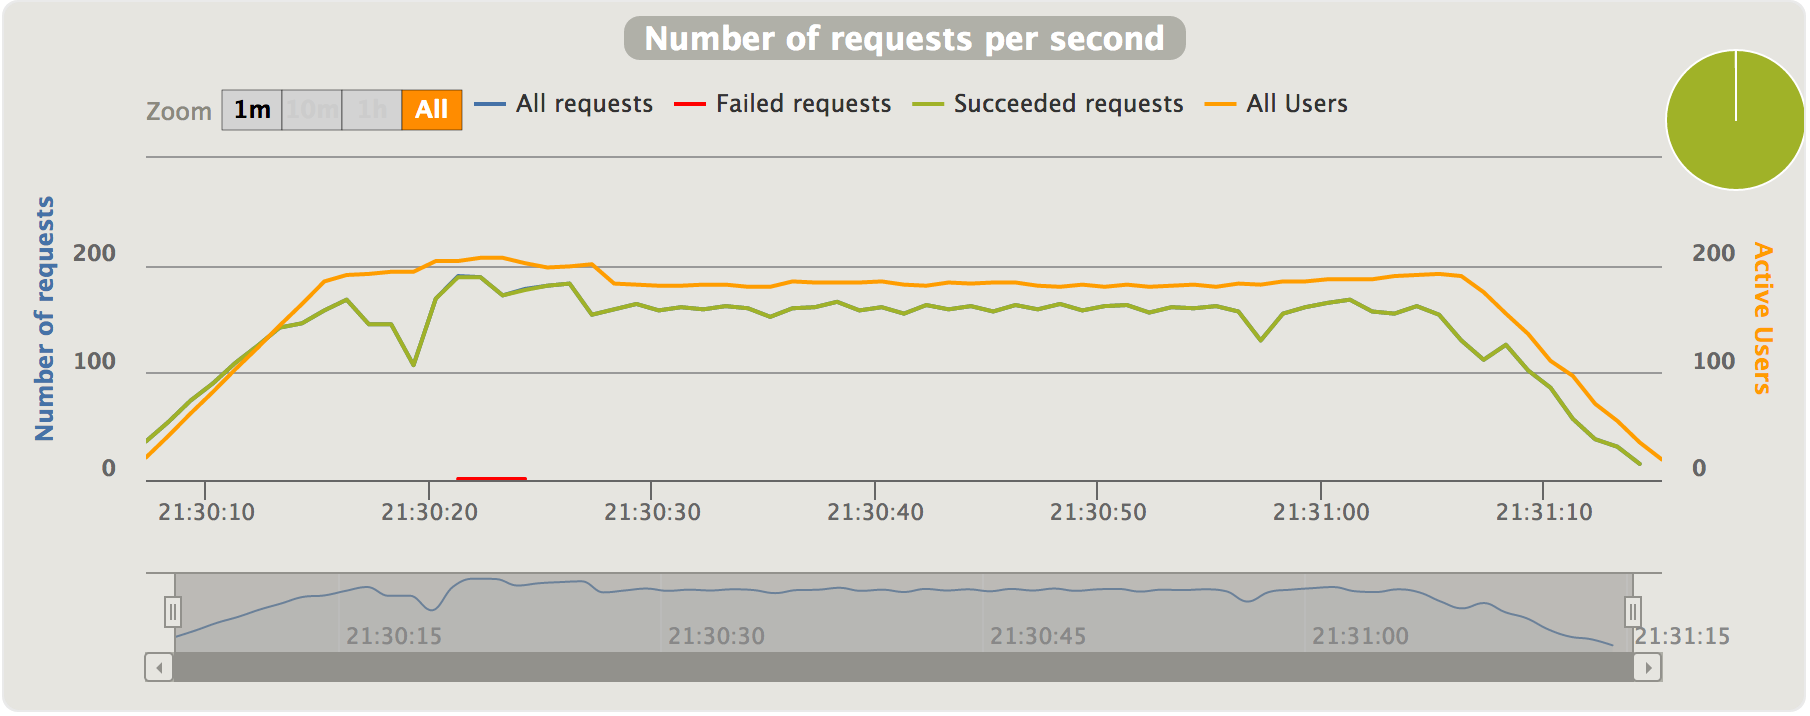 Number of requests per second
Zoom 1m 10m 1h All All requests Failed requests Succeeded requests All Users
Number of requests
200
100
0
200
100
0
Active Users
21:30:10 21:30:20 21:30:30 21:30:40 21:30:50 21:31:00 21:31:10
21:30:15 21:30:30 21:30:45 21:31:00 21:31:15